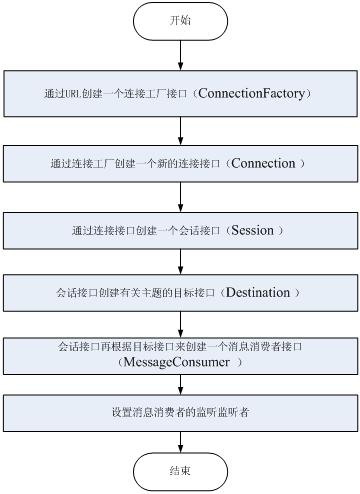 开始
通过URL创建一个连接工厂接口（ConnectionFactory）
通过连接工厂创建一个新的连接接口（Connection ）
通过连接接口创建一个会话接口（Session ）
会话接口创建有关主题的目标接口（Destination ）
会话接口再根据目标接口来创建一个消息消费者接口
（MessageConsumer ）
设置消息消费者的监听监听者
结束